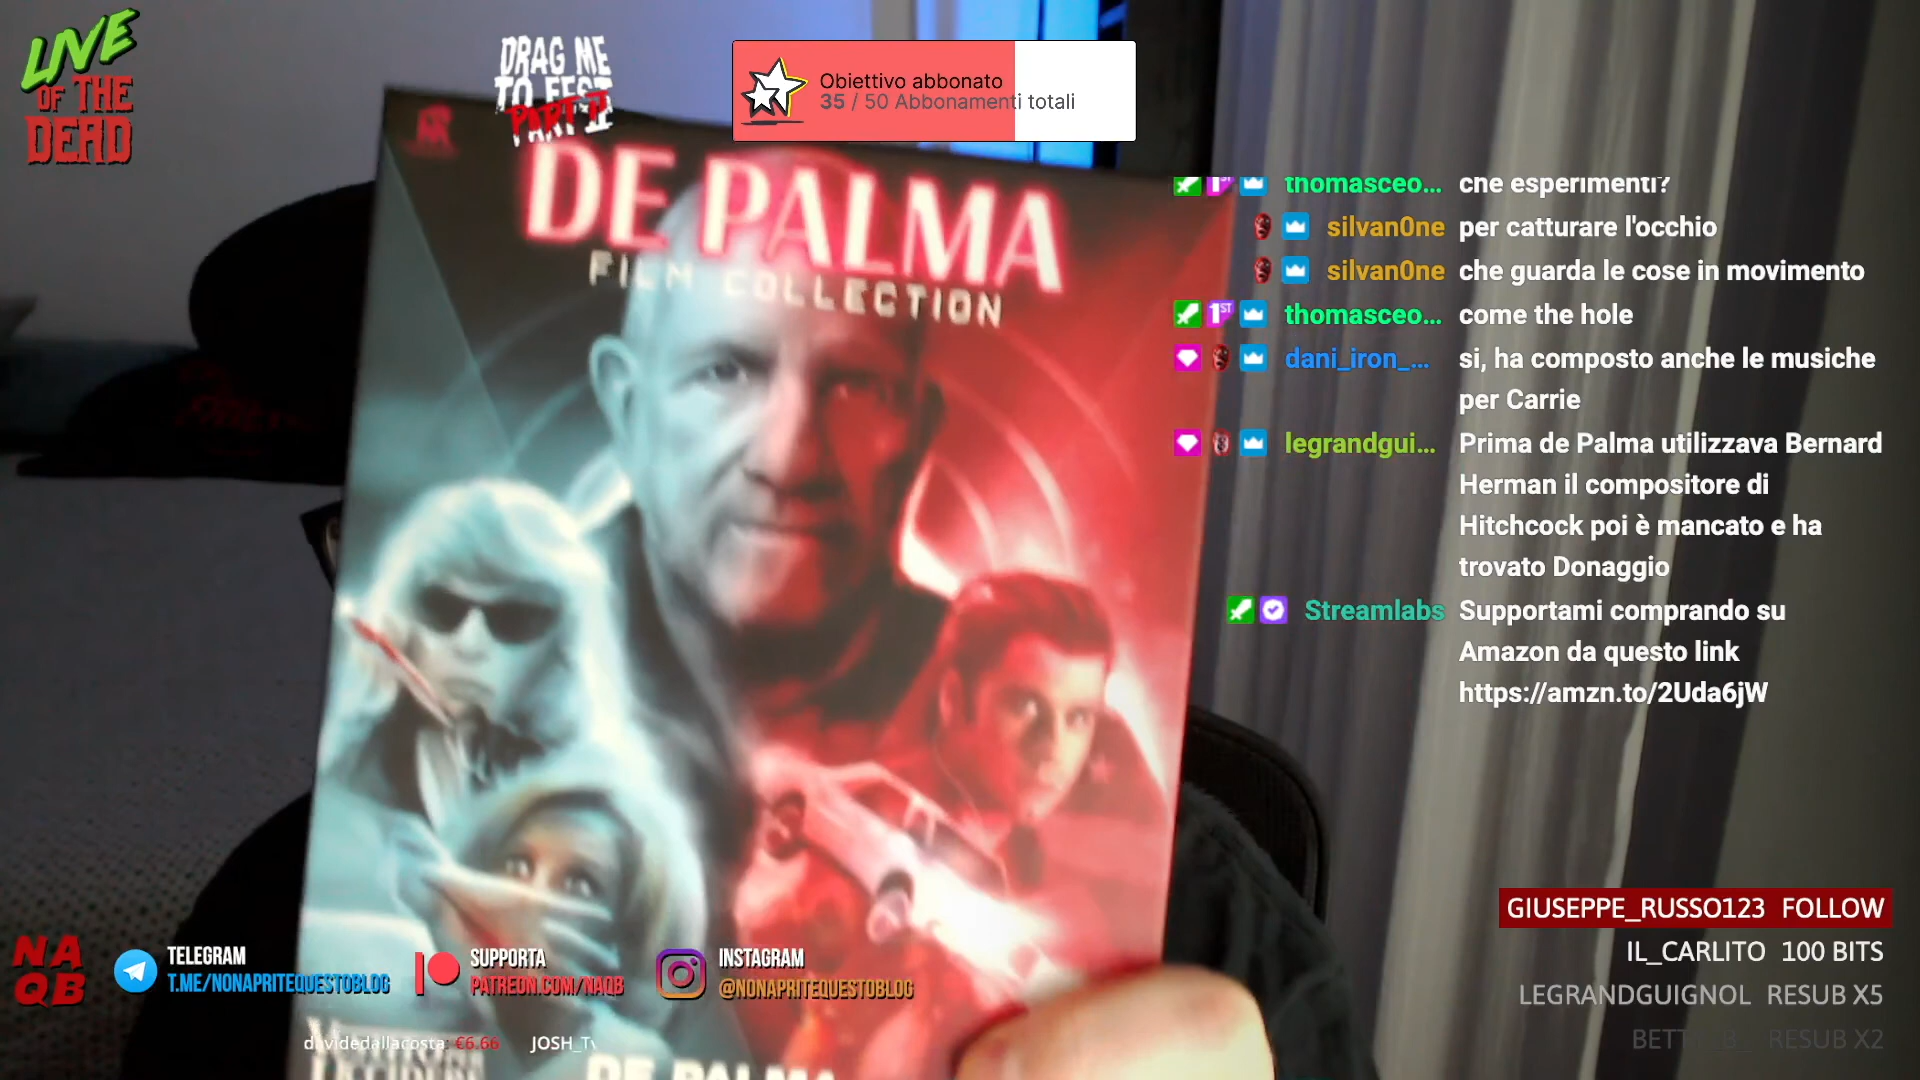 LIVE
OF THE
DEAD
DRAG ME
TO FEST
PART II
Obiettivo abbonato
35 / 50 Abbonamenti totali
DE PALMA
FILM COLLECTION
thomasceo... che esperimenti?
silvan0ne per catturare l'occhio
silvan0ne che guarda le cose in movimento
1ST thomasceo... come the hole
dani_iron_... si, ha composto anche le musiche
per Carrie
legrandgui... Prima de Palma utilizzava Bernard
Herman il compositore di
Hitchcock poi è mancato e ha
trovato Donaggio
Streamlabs Supportami comprando su
Amazon da questo link
https://amzn.to/2Uda6jW
GIUSEPPE_RUSSO123 FOLLOW
IL_CARLITO 100 BITS
LEGRANDGUIGNOL RESUB X5
RESUB X2
NA
QB
TELEGRAM
T.ME/NONAPRITEQUESTOBLOG
SUPPORTA
PATREON.COM/NAQB
INSTAGRAM
@NONAPRITEQUESTOBLOG
davidedallacosta: €6.66 JOSH_Tv
DE PALMA